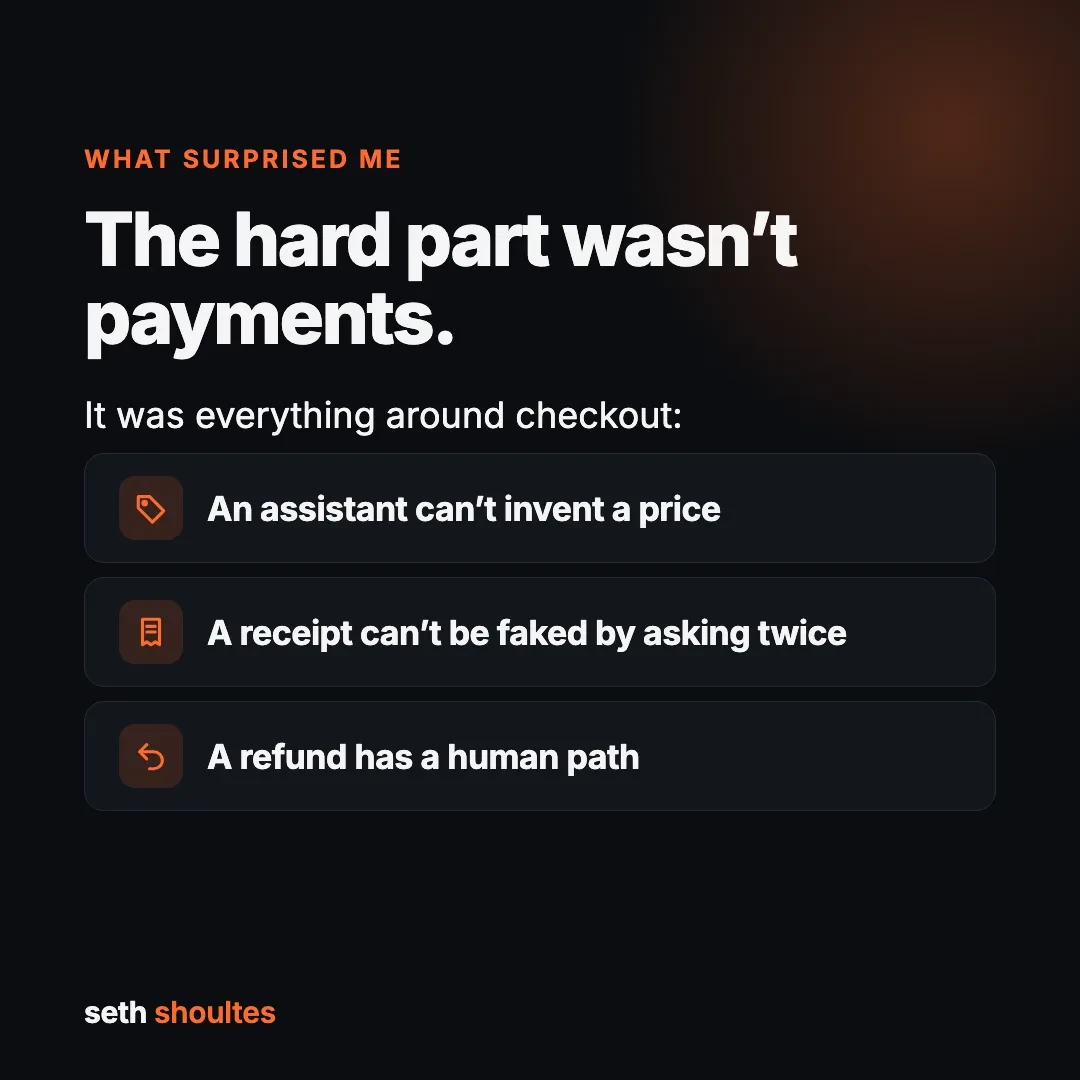 WHAT SURPRISED ME
The hard part wasn’t
payments.
It was everything around checkout:
An assistant can’t invent a price
A receipt can’t be faked by asking twice
A refund has a human path
seth shoultes